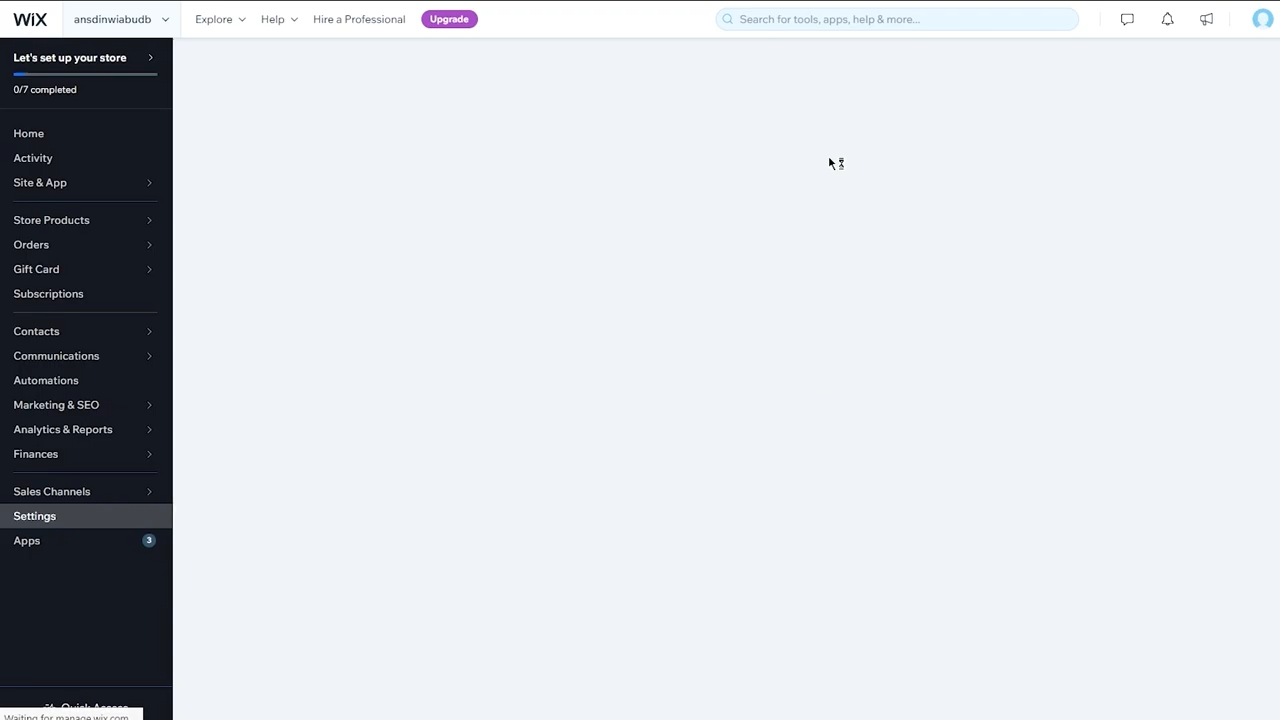 WiX
ansdinwiabudb
Explore
Help
Hire a Professional
Upgrade
Search for tools, apps, help & more...
Let's set up your store
0/7 completed
Home
Activity
Site & App
Store Products
Orders
Gift Card
Subscriptions
Contacts
Communications
Automations
Marketing & SEO
Analytics & Reports
Finances
Sales Channels
Settings
Apps
3
Quick Access
Waiting for manage.wix.com...